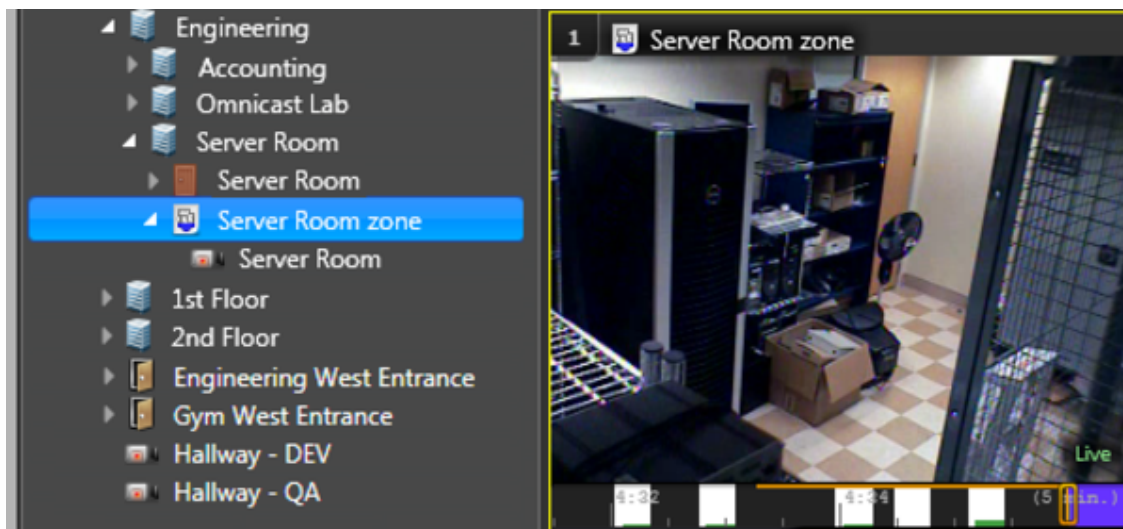 Engineering
Accounting
Omnicast Lab
Server Room
Server Room
Server Room zone
Server Room
1st Floor
2nd Floor
Engineering West Entrance
Gym West Entrance
Hallway - DEV
Hallway - QA
1 Server Room zone
Live
4:32 4:34 (5 min.)